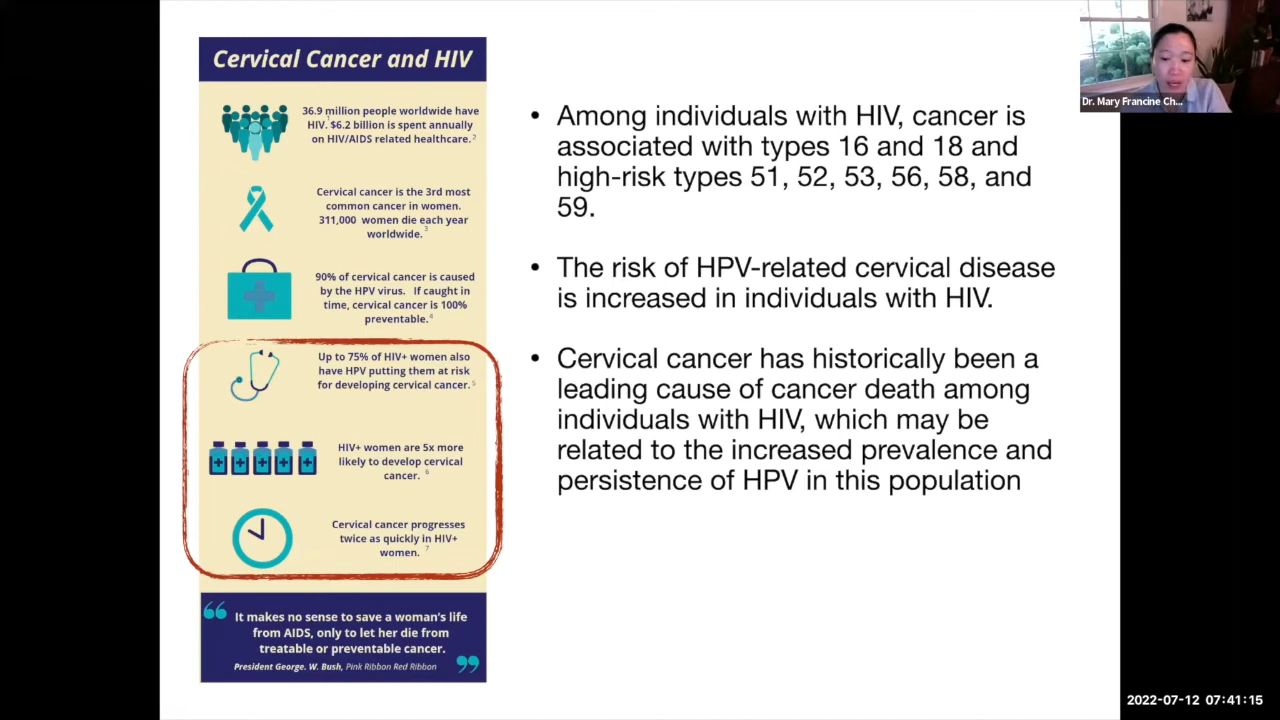 Cervical Cancer and HIV
36.9 million people worldwide have
HIV. $6.2 billion is spent annually
on HIV/AIDS related healthcare.2
Cervical cancer is the 3rd most
common cancer in women.
311,000 women die each year
worldwide.3
90% of cervical cancer is caused
by the HPV virus. If caught in
time, cervical cancer is 100%
preventable.4
Up to 75% of HIV+ women also
have HPV putting them at risk
for developing cervical cancer.5
HIV+ women are 5x more
likely to develop cervical
cancer. 6
Cervical cancer progresses
twice as quickly in HIV+
women. 7
“ It makes no sense to save a woman's life
from AIDS, only to let her die from
treatable or preventable cancer.
President George. W. Bush, Pink Ribbon Red Ribbon ”
• Among individuals with HIV, cancer is
associated with types 16 and 18 and
high-risk types 51, 52, 53, 56, 58, and
59.
• The risk of HPV-related cervical disease
is increased in individuals with HIV.
• Cervical cancer has historically been a
leading cause of cancer death among
individuals with HIV, which may be
related to the increased prevalence and
persistence of HPV in this population
Dr. Mary Francine Ch...
2022-07-12 07:41:15